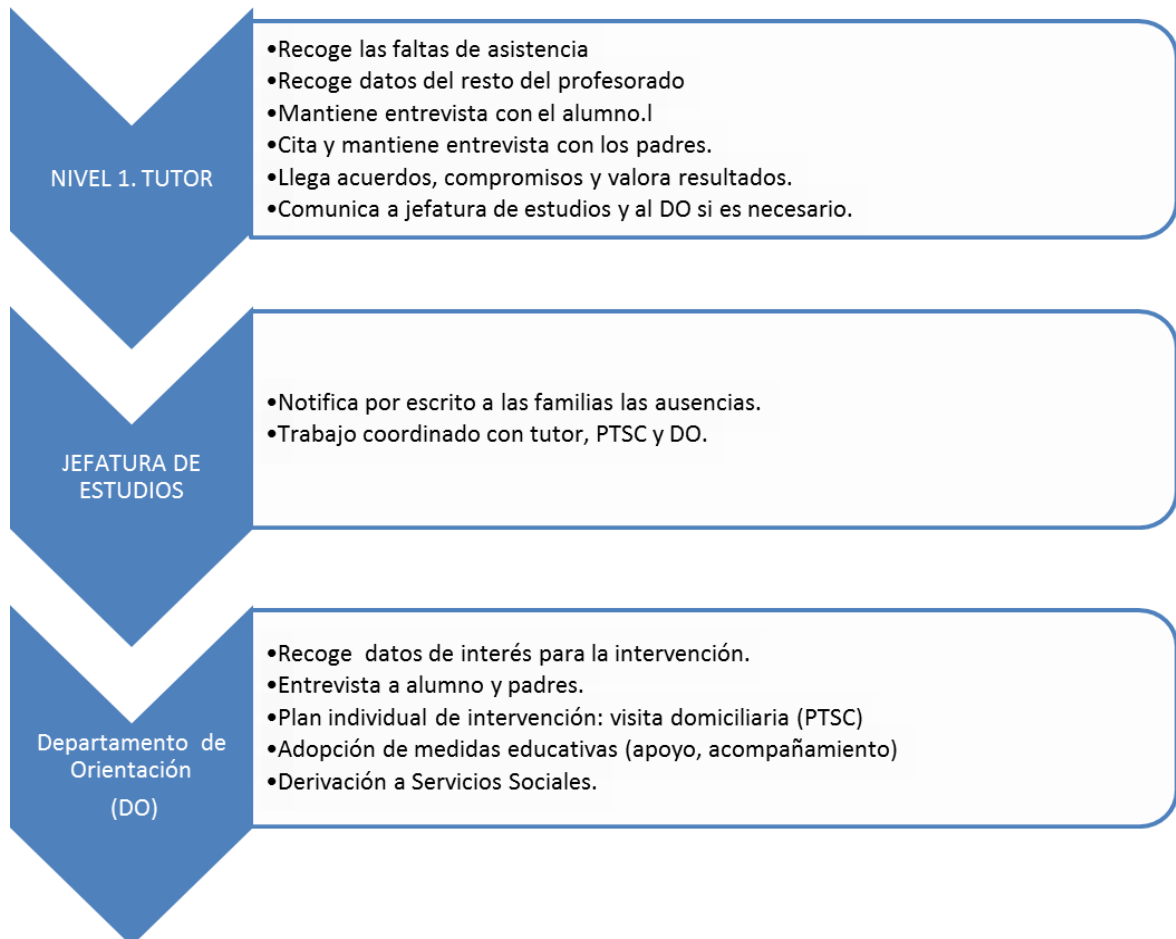 NIVEL 1. TUTOR
•Recoge las faltas de asistencia
•Recoge datos del resto del profesorado
•Mantiene entrevista con el alumno.l
•Cita y mantiene entrevista con los padres.
•Llega acuerdos, compromisos y valora resultados.
•Comunica a jefatura de estudios y al DO si es necesario.
JEFATURA DE
ESTUDIOS
•Notifica por escrito a las familias las ausencias.
•Trabajo coordinado con tutor, PTSC y DO.
Departamento de
Orientación
(DO)
•Recoge datos de interés para la intervención.
•Entrevista a alumno y padres.
•Plan individual de intervención: visita domiciliaria (PTSC)
•Adopción de medidas educativas (apoyo, acompañamiento)
•Derivación a Servicios Sociales.